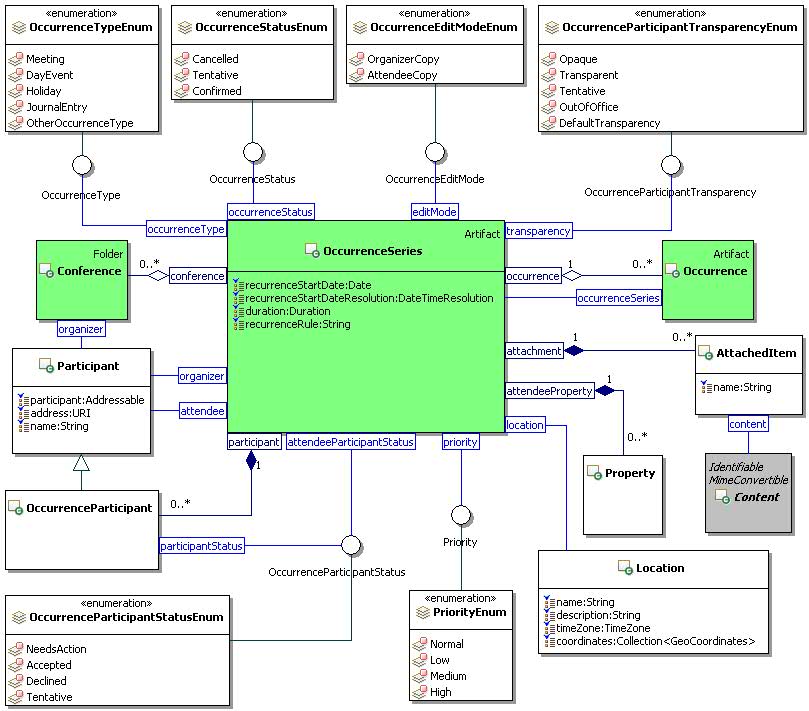 «enumeration»
OccurrenceTypeEnum
Meeting
DayEvent
Holiday
JournalEntry
OtherOccurrenceType
«enumeration»
OccurrenceStatusEnum
Cancelled
Tentative
Confirmed
«enumeration»
OccurrenceEditModeEnum
OrganizerCopy
AttendeeCopy
«enumeration»
OccurrenceParticipantTransparencyEnum
Opaque
Transparent
Tentative
OutOfOffice
DefaultTransparency
OccurrenceType
OccurrenceStatus
OccurrenceEditMode
OccurrenceParticipantTransparency
occurrenceType
occurrenceStatus
editMode
transparency
Folder
Conference
0..*
conference
Artifact
OccurrenceSeries
recurrenceStartDate:Date
recurrenceStartDateResolution:DateTimeResolution
duration:Duration
recurrenceRule:String
occurrence
1
0..*
Artifact
Occurrence
occurrenceSeries
organizer
Participant
participant:Addressable
address:URI
name:String
organizer
attendee
attachment
1
0..*
AttachedItem
name:String
attendeeProperty
1
0..*
Property
content
Identifiable
MimeConvertible
Content
location
participant
attendeeParticipantStatus
priority
1
0..*
OccurrenceParticipant
participantStatus
OccurrenceParticipantStatus
Priority
Location
name:String
description:String
timeZone:TimeZone
coordinates:Collection<GeoCoordinates>
«enumeration»
OccurrenceParticipantStatusEnum
NeedsAction
Accepted
Declined
Tentative
«enumeration»
PriorityEnum
Normal
Low
Medium
High